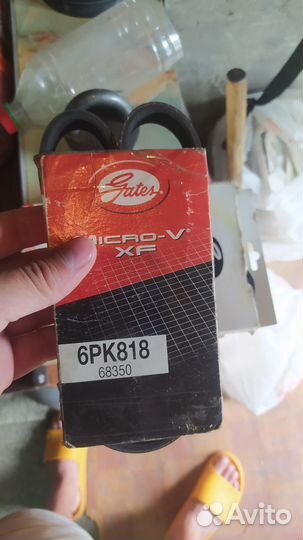 Gates
MICRO-V®
XF
6PK818
68350
Avito